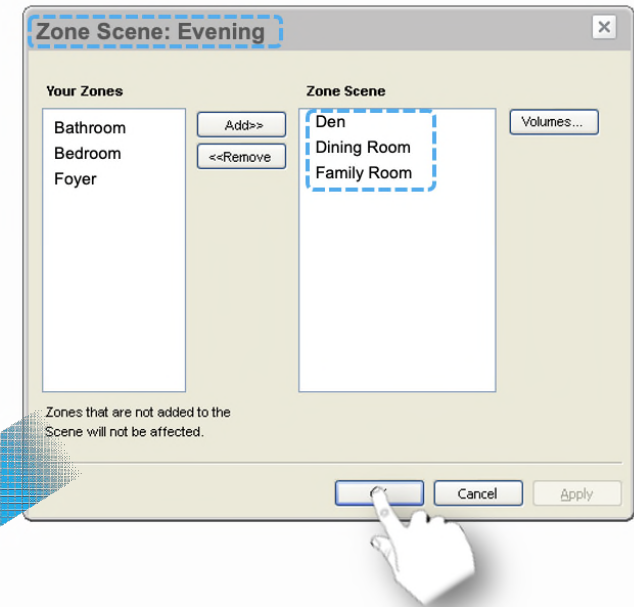 Zone Scene: Evening
Your Zones
Zone Scene
Bathroom
Bedroom
Foyer
Add>>
<<Remove
Den
Dining Room
Family Room
Volumes...
Zones that are not added to the
Scene will not be affected.
Cancel
Apply